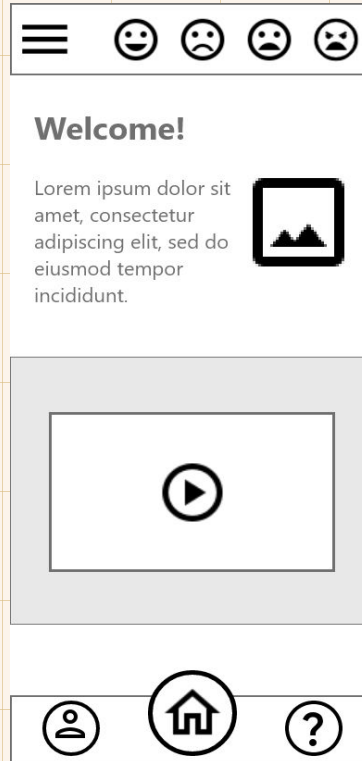 Welcome!
Lorem ipsum dolor sit
amet, consectetur
adipiscing elit, sed do
eiusmod tempor
incididunt.
?